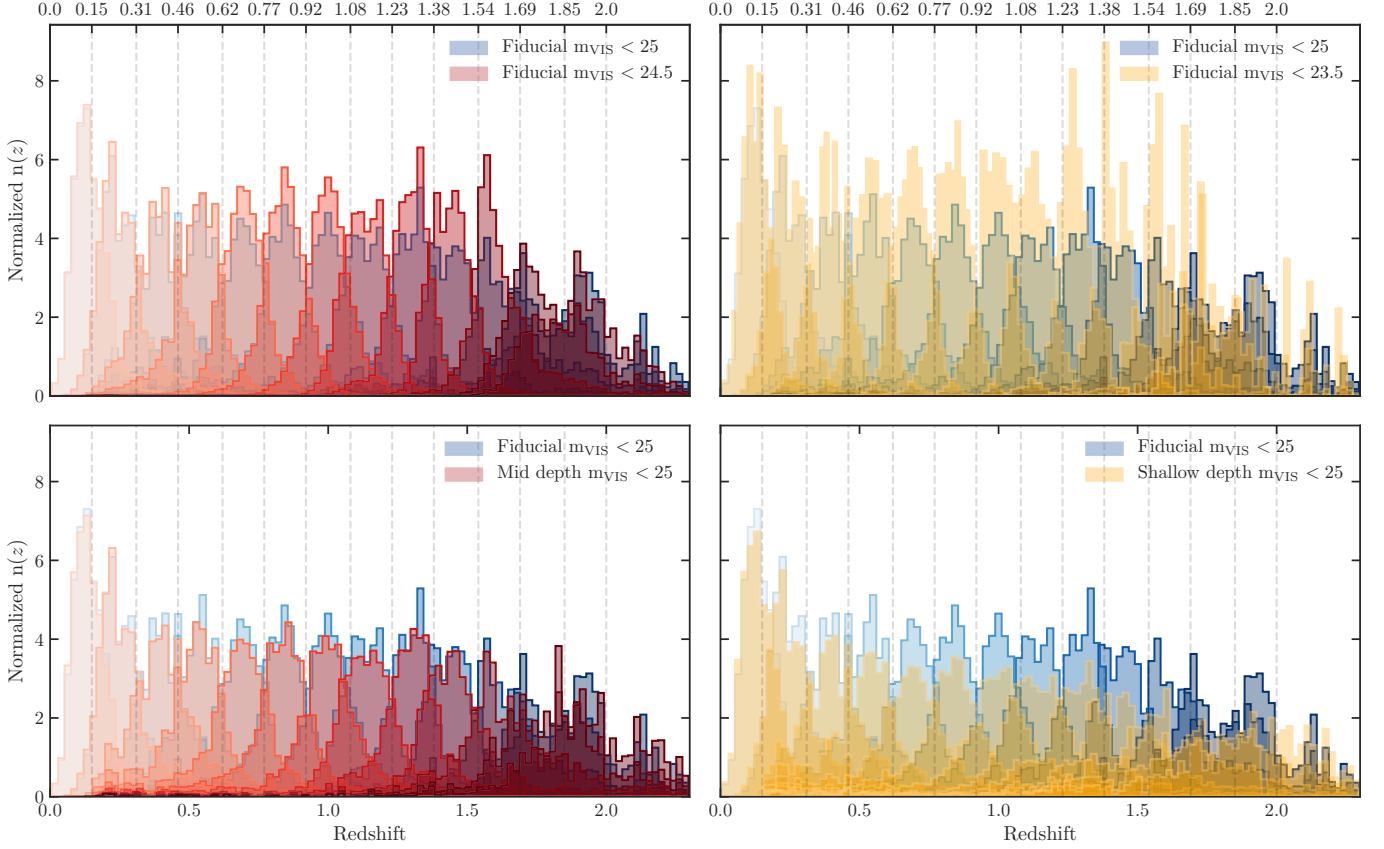 0.0 0.15 0.31 0.46 0.62 0.77 0.92 1.08 1.23 1.38 1.54 1.69 1.85 2.0
0.0 0.15 0.31 0.46 0.62 0.77 0.92 1.08 1.23 1.38 1.54 1.69 1.85 2.0
Fiducial mVIS < 25
Fiducial mVIS < 24.5
Fiducial mVIS < 25
Fiducial mVIS < 23.5
Normalized n(z)
8
6
4
2
0
Fiducial mVIS < 25
Mid depth mVIS < 25
Fiducial mVIS < 25
Shallow depth mVIS < 25
Normalized n(z)
8
6
4
2
0
0.0 0.5 1.0 1.5 2.0
0.0 0.5 1.0 1.5 2.0
Redshift
Redshift